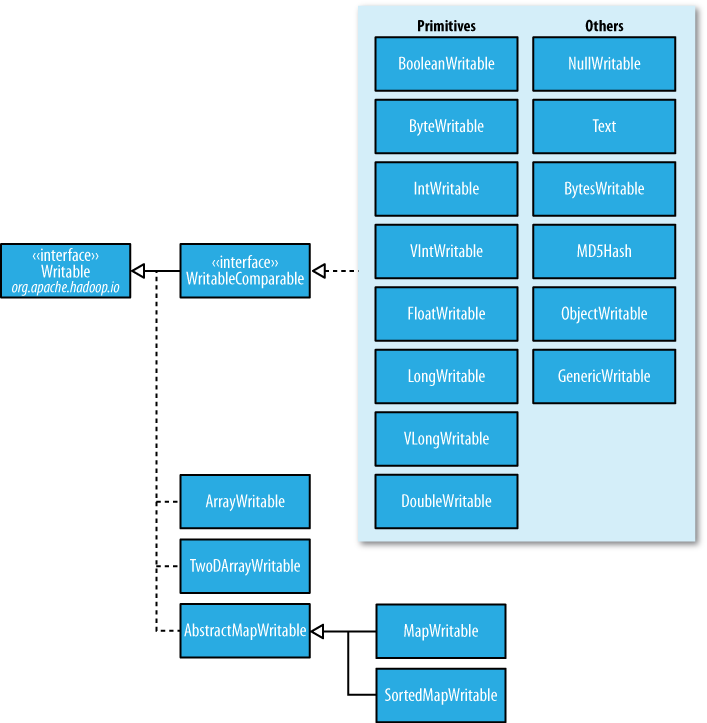 Primitives
Others
BooleanWritable
NullWritable
ByteWritable
Text
IntWritable
BytesWritable
‹‹interface››
Writable
org.apache.hadoop.io
‹‹interface››
WritableComparable
VIntWritable
MD5Hash
FloatWritable
ObjectWritable
LongWritable
GenericWritable
VLongWritable
ArrayWritable
DoubleWritable
TwoDArrayWritable
AbstractMapWritable
MapWritable
SortedMapWritable